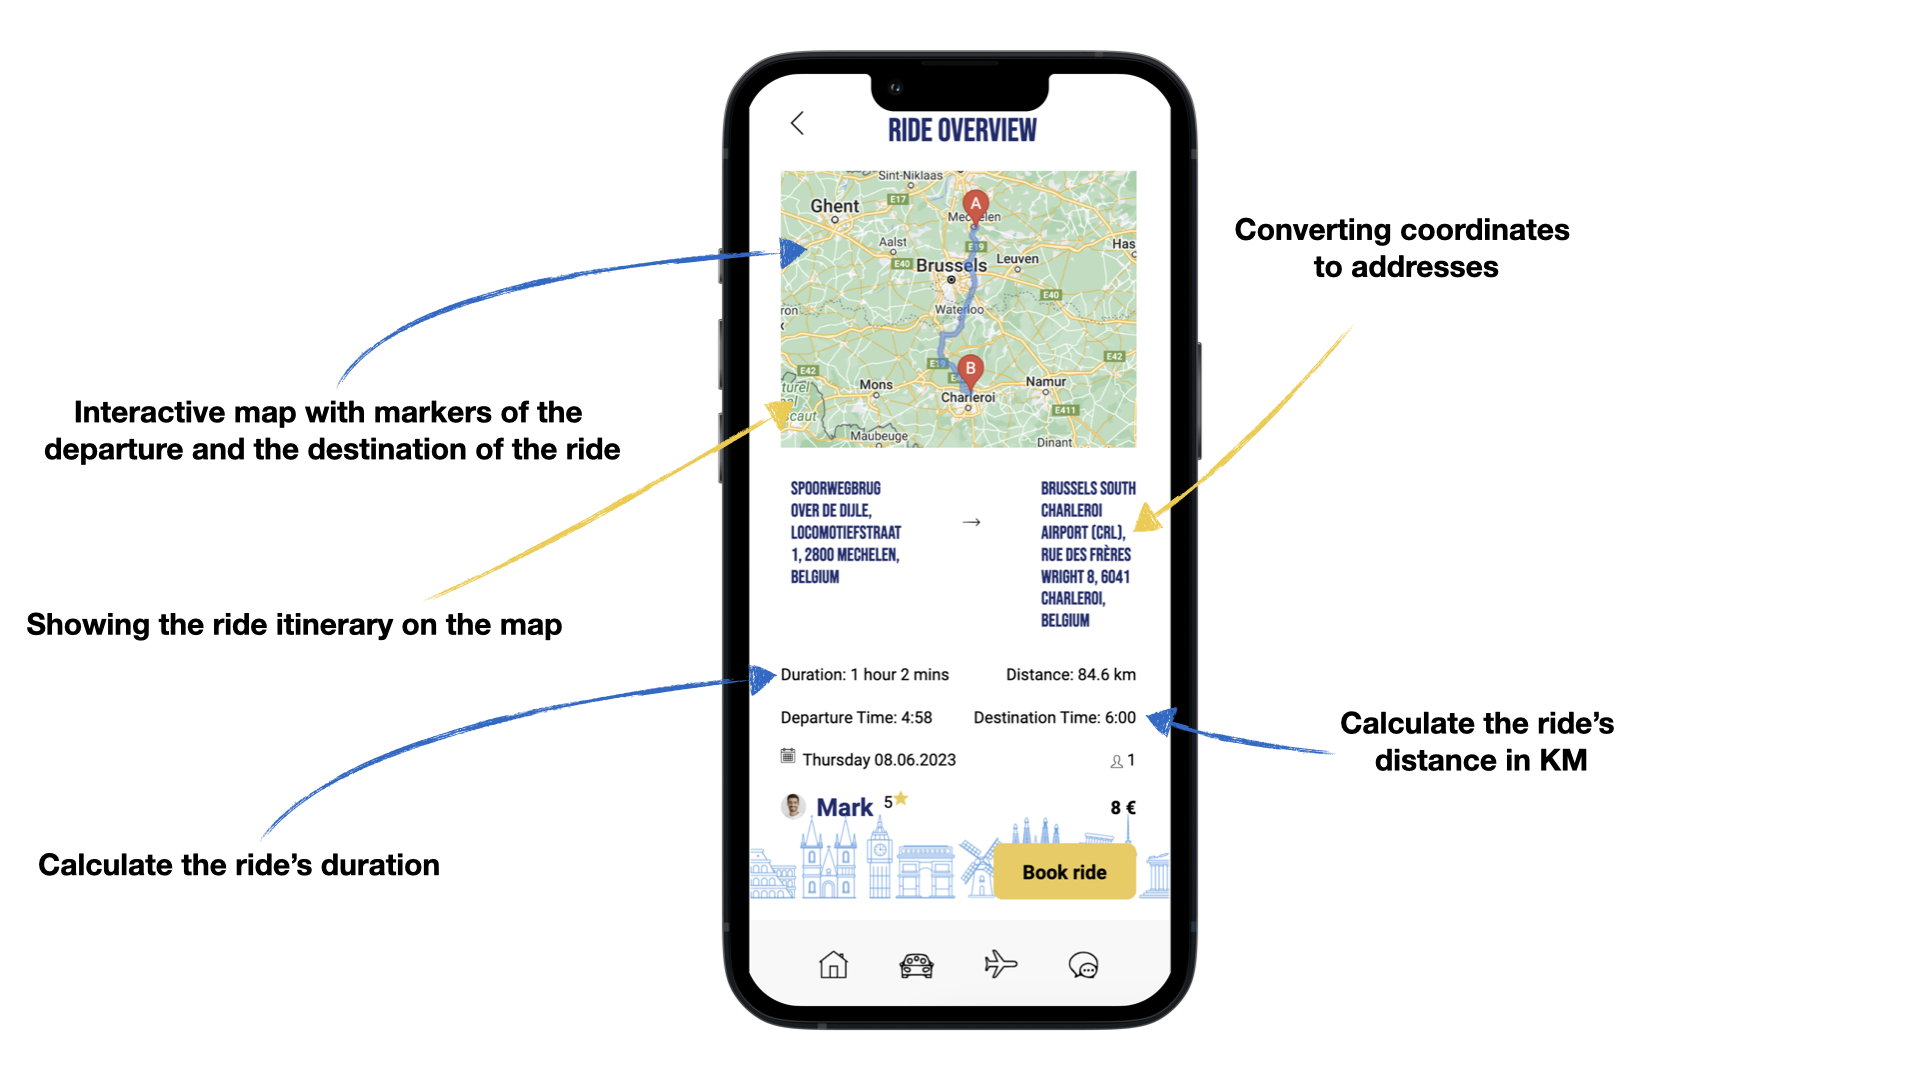 RIDE OVERVIEW
Sint-Niklaas
Ghent
E17
A
Mechelen
Aalst
E19
Has
E40
Brussels
Leuven
E40
ron
Waterloo
E42
E19
B
E42
Mons
Namur
Charleroi
E411
Maubeuge
Dinant
Converting coordinates
to addresses
Interactive map with markers of the
departure and the destination of the ride
SPOORWEGBRUG
OVER DE DIJLE,
LOCOMOTIEFSTRAAT
1, 2800 MECHELEN,
BELGIUM
→
BRUSSELS SOUTH
CHARLEROI
AIRPORT (CRL),
RUE DES FRÈRES
WRIGHT 8, 6041
CHARLEROI,
BELGIUM
Showing the ride itinerary on the map
Duration: 1 hour 2 mins
Distance: 84.6 km
Departure Time: 4:58
Destination Time: 6:00
Calculate the ride’s
distance in KM
Thursday 08.06.2023
1
Mark 5
8 €
Calculate the ride’s duration
Book ride